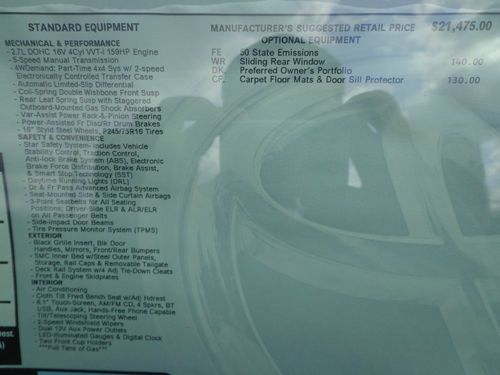 STANDARD EQUIPMENT
MANUFACTURER'S SUGGESTED RETAIL PRICE $21,475.00
MECHANICAL & PERFORMANCE
- 2.7L DOHC 16V 4Cyl VVT-i 159HP Engine
- 5-Speed Manual Transmission
- 4WDemand: Part-Time 4x4 Sys w/ 2-speed
Electronically Controlled Transfer Case
- Automatic Limited-Slip Differential
- Coil-Spring Double Wishbone Front Susp
- Rear Leaf Spring Susp with Staggered
Outboard-Mounted Gas Shock Absorbers
- Var-Assist Power Rack-&-Pinion Steering
- Power-Assisted Fr Disc/Rr Drum Brakes
- 16" Styld Steel Wheels, P245/75R16 Tires
SAFETY & CONVENIENCE
- Star Safety System- Includes Vehicle
Stability Control, Traction Control,
Anti-lock Brake System (ABS), Electronic
Brake Force Distribution, Brake Assist,
& Smart Stop Technology (SST)
- Daytime Running Lights (DRL)
- Dr & Fr Pass Advanced Airbag System
- Seat-Mounted Side & Side Curtain Airbags
- 3-Point Seatbelts for All Seating
Positions; Driver-Side ELR & ALR/ELR
on All Passenger Belts
- Side-Impact Door Beams
- Tire Pressure Monitor System (TPMS)
EXTERIOR
- Black Grille Insert, Blk Door
Handles, Mirrors, Front/Rear Bumpers
- SMC Inner Bed w/Steel Outer Panels,
Storage, Rail Caps & Removable Tailgate
- Deck Rail System w/4 Adj Tie-Down Cleats
- Front & Engine Skidplates
INTERIOR
- Air Conditioning
- Cloth Tilt Frwd Bench Seat w/Adj Hdrest
- 6.1" Touch-Screen, AM/FM CD, 4 Spkrs, BT
USB, Aux Jack, Hands-Free Phone Capable
- Tilt/Telescoping Steering Wheel
- 2-Speed Windshield Wipers
- Dual 12V Aux Power Outlets
- LED-Illuminated Gauges & Digital Clock
- Two Front Cup Holders
***Full Tank of Gas***
OPTIONAL EQUIPMENT
FE 50 State Emissions
WR Sliding Rear Window 140.00
DK Preferred Owner's Portfolio
CF Carpet Floor Mats & Door Sill Protector 130.00